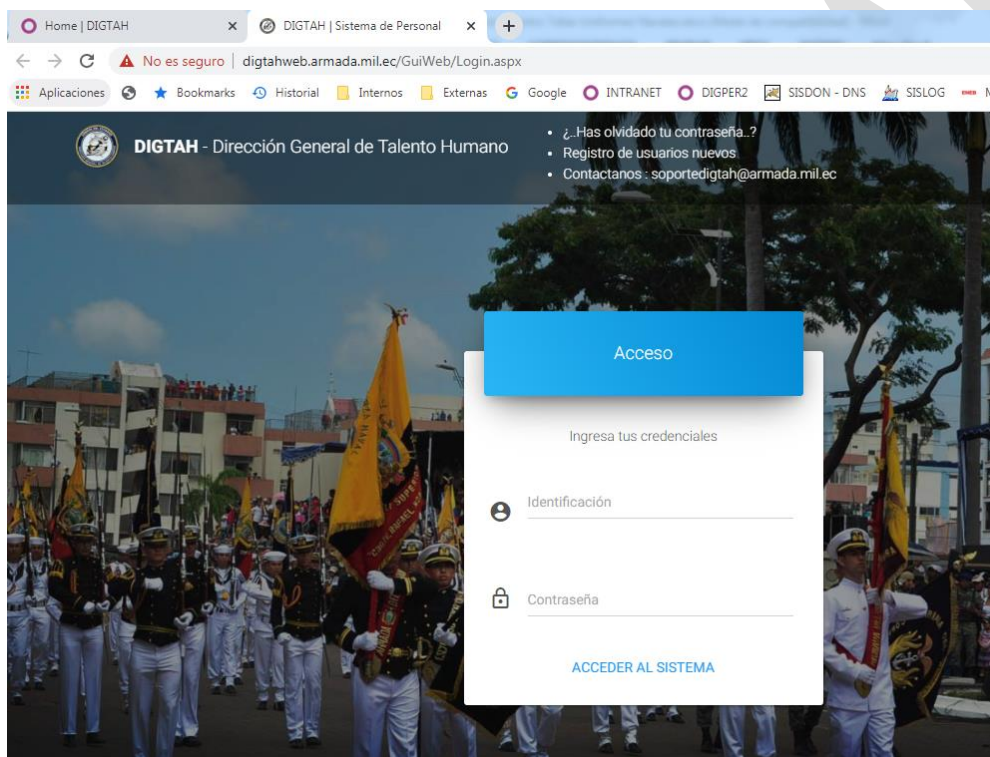 Home | DIGTAH
DIGTAH | Sistema de Personal
No es seguro | digtahweb.armada.mil.ec/GuiWeb/Login.aspx
Aplicaciones Bookmarks Historial Internos Externas Google INTRANET DIGPER2 SISDON - DNS SISLOG
DIGTAH - Dirección General de Talento Humano
¿..Has olvidado tu contraseña..?
Registro de usuarios nuevos
Contactanos : soportedigtah@armada.mil.ec
Acceso
Ingresa tus credenciales
Identificación
Contraseña
ACCEDER AL SISTEMA